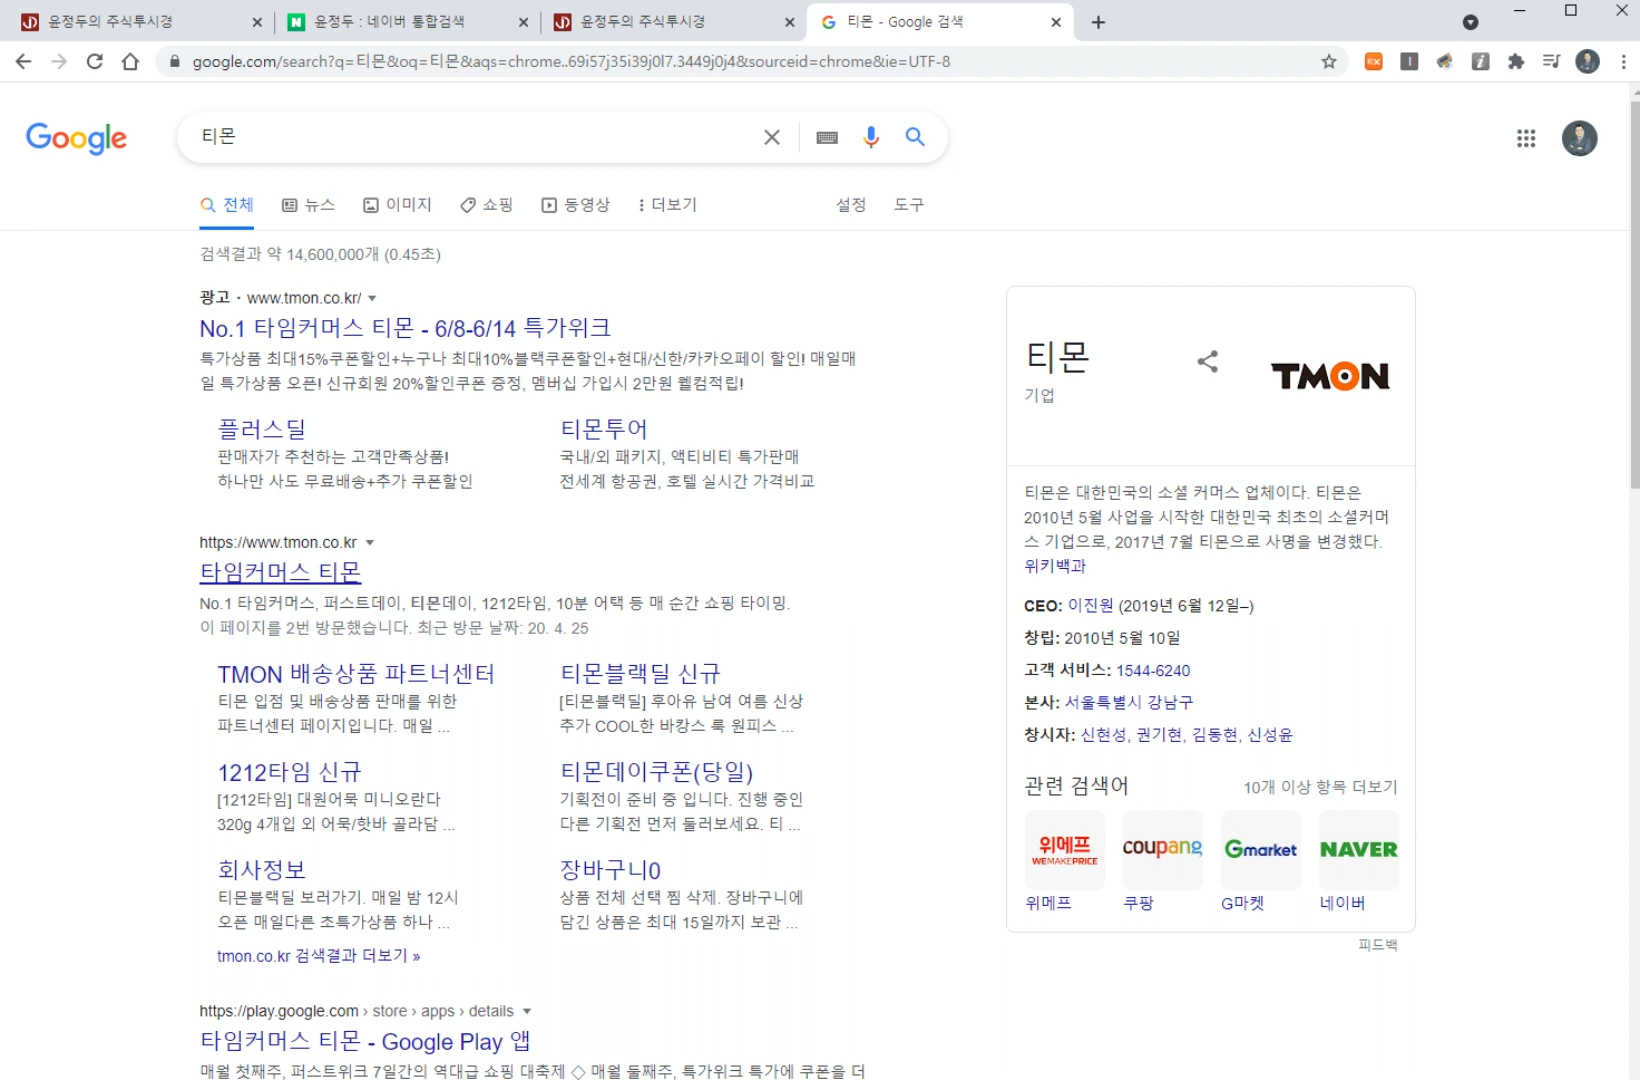 윤정두의 주식투시경
윤정두 : 네이버 통합검색
윤정두의 주식투시경
티몬 - Google 검색
google.com/search?q=티몬&oq=티몬&aqs=chrome..69i57j35i39j0l7.3449j0j4&sourceid=chrome&ie=UTF-8
Google
티몬
전체
뉴스
이미지
쇼핑
동영상
더보기
설정
도구
검색결과 약 14,600,000개 (0.45초)
광고 · www.tmon.co.kr/
No.1 타임커머스 티몬 - 6/8-6/14 특가위크
특가상품 최대15%쿠폰할인+누구나 최대10%블랙쿠폰할인+현대/신한/카카오페이 할인! 매일매
일 특가상품 오픈! 신규회원 20%할인쿠폰 증정, 멤버십 가입시 2만원 웰컴적립!
플러스딜
판매자가 추천하는 고객만족상품!
하나만 사도 무료배송+추가 쿠폰할인
티몬투어
국내/외 패키지, 액티비티 특가판매
전세계 항공권, 호텔 실시간 가격비교
https://www.tmon.co.kr
타임커머스 티몬
No.1 타임커머스, 퍼스트데이, 티몬데이, 1212타임, 10분 어택 등 매 순간 쇼핑 타이밍.
이 페이지를 2번 방문했습니다. 최근 방문 날짜: 20. 4. 25
TMON 배송상품 파트너센터
티몬 입점 및 배송상품 판매를 위한
파트너센터 페이지입니다. 매일 ...
티몬블랙딜 신규
[티몬블랙딜] 후아유 남여 여름 신상
추가 COOL한 바캉스 룩 원피스 ...
1212타임 신규
[1212타임] 대원어묵 미니오란다
320g 4개입 외 어묵/핫바 골라담 ...
티몬데이쿠폰(당일)
기획전이 준비 중 입니다. 진행 중인
다른 기획전 먼저 둘러보세요. 티 ...
회사정보
티몬블랙딜 보러가기. 매일 밤 12시
오픈 매일다른 초특가상품 하나 ...
장바구니0
상품 전체 선택 찜 삭제. 장바구니에
담긴 상품은 최대 15일까지 보관 ...
tmon.co.kr 검색결과 더보기 »
https://play.google.com › store › apps › details
타임커머스 티몬 - Google Play 앱
매월 첫째주, 퍼스트위크 7일간의 역대급 쇼핑 대축제 ◇ 매월 둘째주, 특가위크 특가에 쿠폰을 더
티몬
기업
TMON
티몬은 대한민국의 소셜 커머스 업체이다. 티몬은
2010년 5월 사업을 시작한 대한민국 최초의 소셜커머
스 기업으로, 2017년 7월 티몬으로 사명을 변경했다.
위키백과
CEO: 이진원 (2019년 6월 12일–)
창립: 2010년 5월 10일
고객 서비스: 1544-6240
본사: 서울특별시 강남구
창시자: 신현성, 권기현, 김동현, 신성윤
관련 검색어
10개 이상 항목 더보기
위메프
WEMAKEPRICE
coupang
Gmarket
NAVER
위메프
쿠팡
G마켓
네이버
피드백